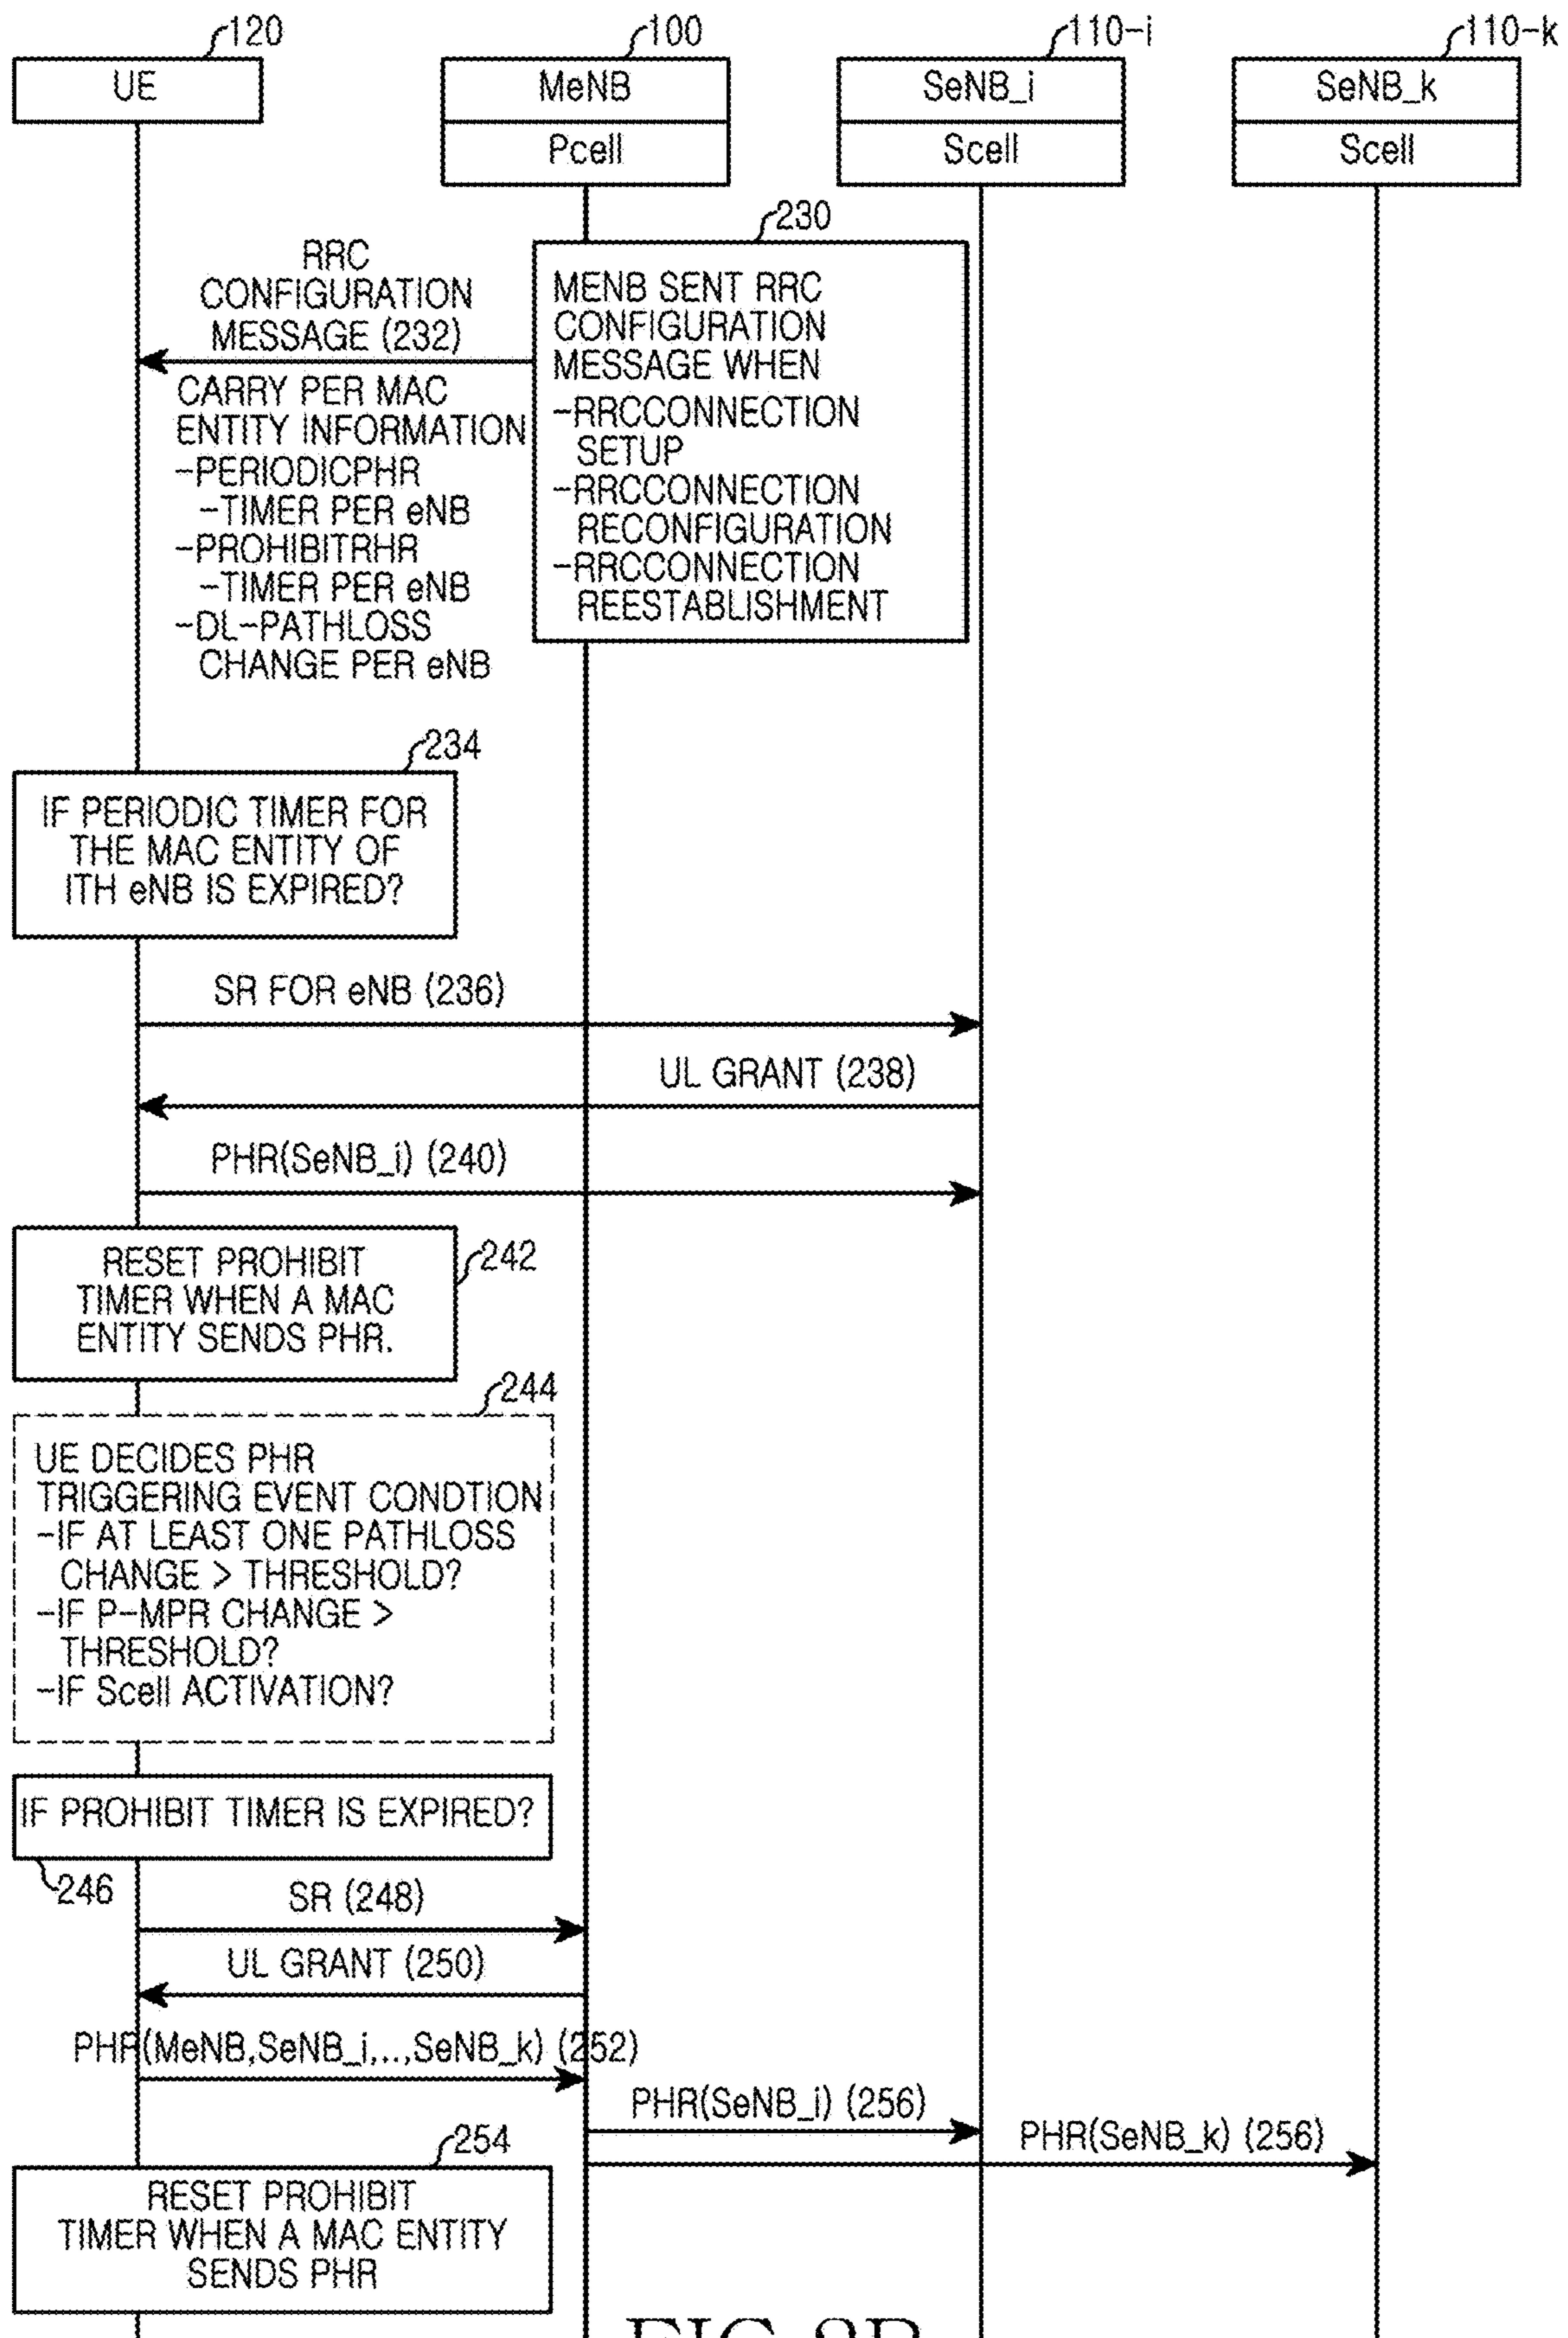 120
100
110-i
110-k
UE
MeNB
SeNB_i
SeNB_k
Pcell
Scell
Scell
230
RRC
CONFIGURATION
MESSAGE (232)
MENB SENT RRC
CONFIGURATION
MESSAGE WHEN
-RRCCONNECTION
SETUP
-RRCCONNECTION
RECONFIGURATION
-RRCCONNECTION
REESTABLISHMENT
CARRY PER MAC
ENTITY INFORMATION
-PERIODICPHR
-TIMER PER eNB
-PROHIBITRHR
-TIMER PER eNB
-DL-PATHLOSS
CHANGE PER eNB
234
IF PERIODIC TIMER FOR
THE MAC ENTITY OF
ITH eNB IS EXPIRED?
SR FOR eNB (236)
UL GRANT (238)
PHR(SeNB_i) (240)
242
RESET PROHIBIT
TIMER WHEN A MAC
ENTITY SENDS PHR.
244
UE DECIDES PHR
TRIGGERING EVENT CONDTION
-IF AT LEAST ONE PATHLOSS
CHANGE > THRESHOLD?
-IF P-MPR CHANGE >
THRESHOLD?
-IF Scell ACTIVATION?
IF PROHIBIT TIMER IS EXPIRED?
246
SR (248)
UL GRANT (250)
PHR(MeNB,SeNB_i,..,SeNB_k) (252)
PHR(SeNB_i) (256)
PHR(SeNB_k) (256)
254
RESET PROHIBIT
TIMER WHEN A MAC ENTITY
SENDS PHR